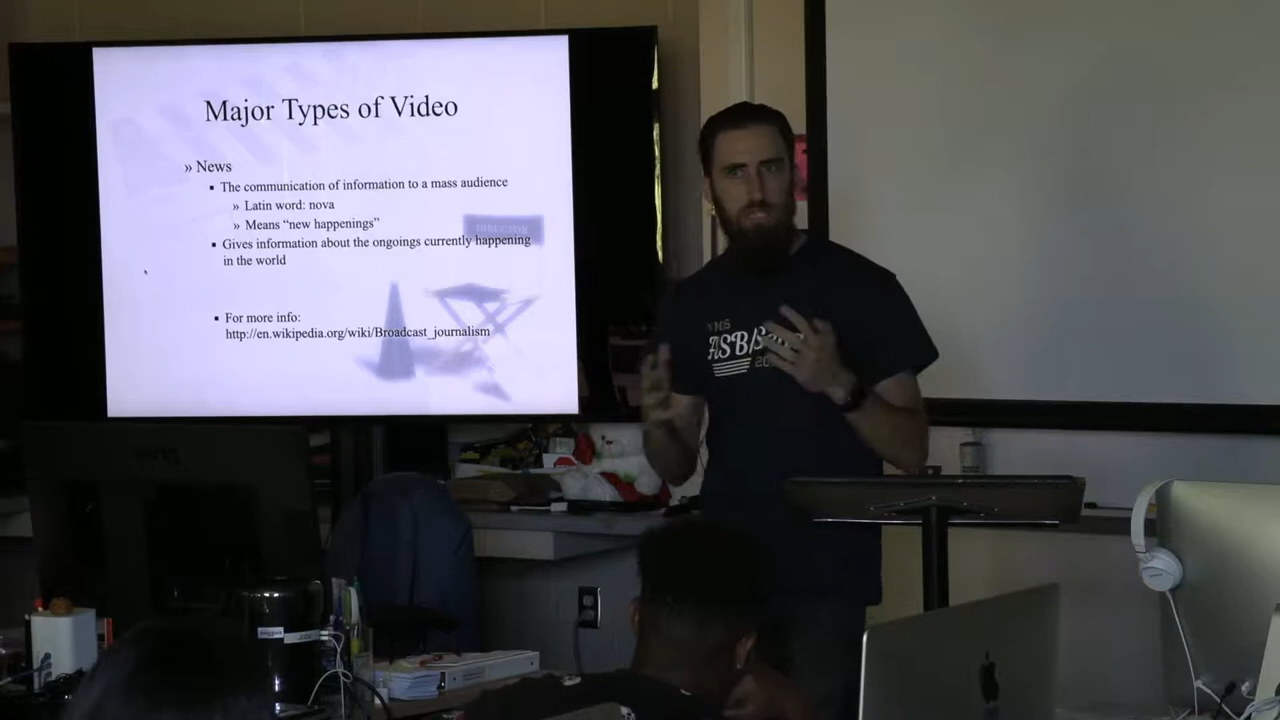 Major Types of Video
» News
▪ The communication of information to a mass audience
» Latin word: nova
» Means “new happenings”
DIRECTOR
▪ Gives information about the ongoings currently happening
in the world
▪ For more info:
http://en.wikipedia.org/wiki/Broadcast_journalism
ASB/